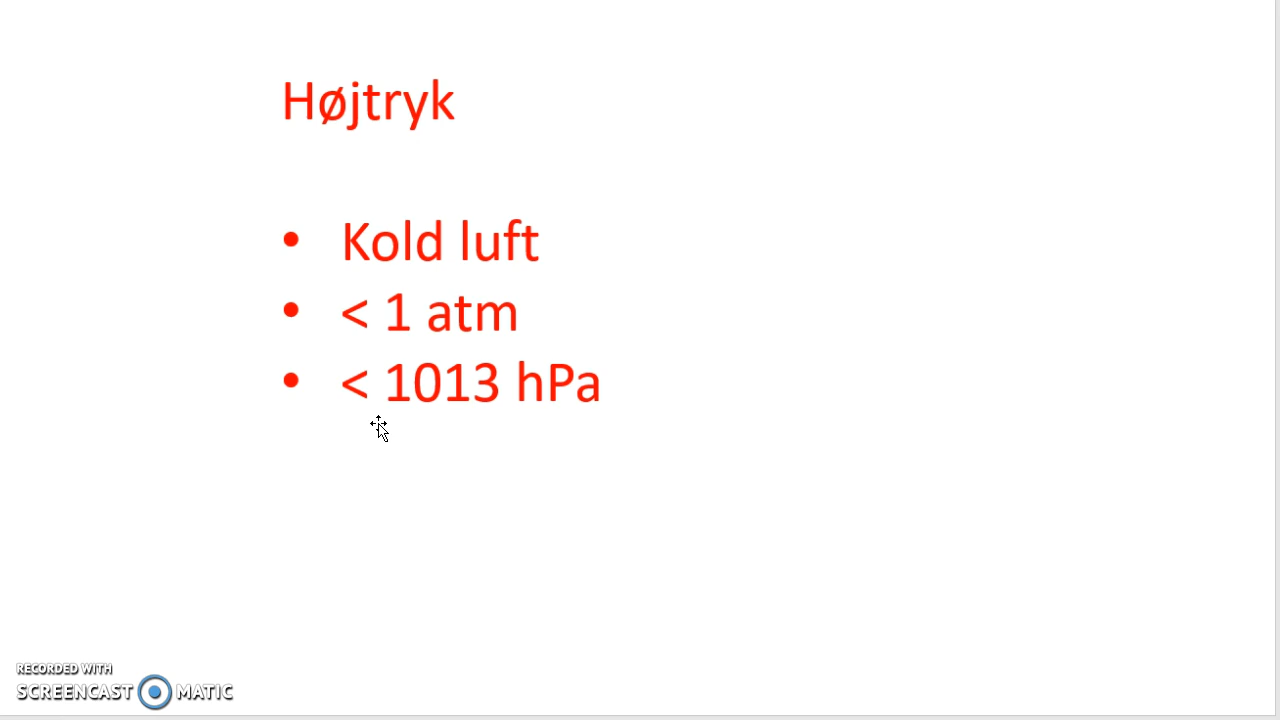 Højtryk
• Kold luft
• < 1 atm
• < 1013 hPa
RECORDED WITH
SCREENCAST MATIC